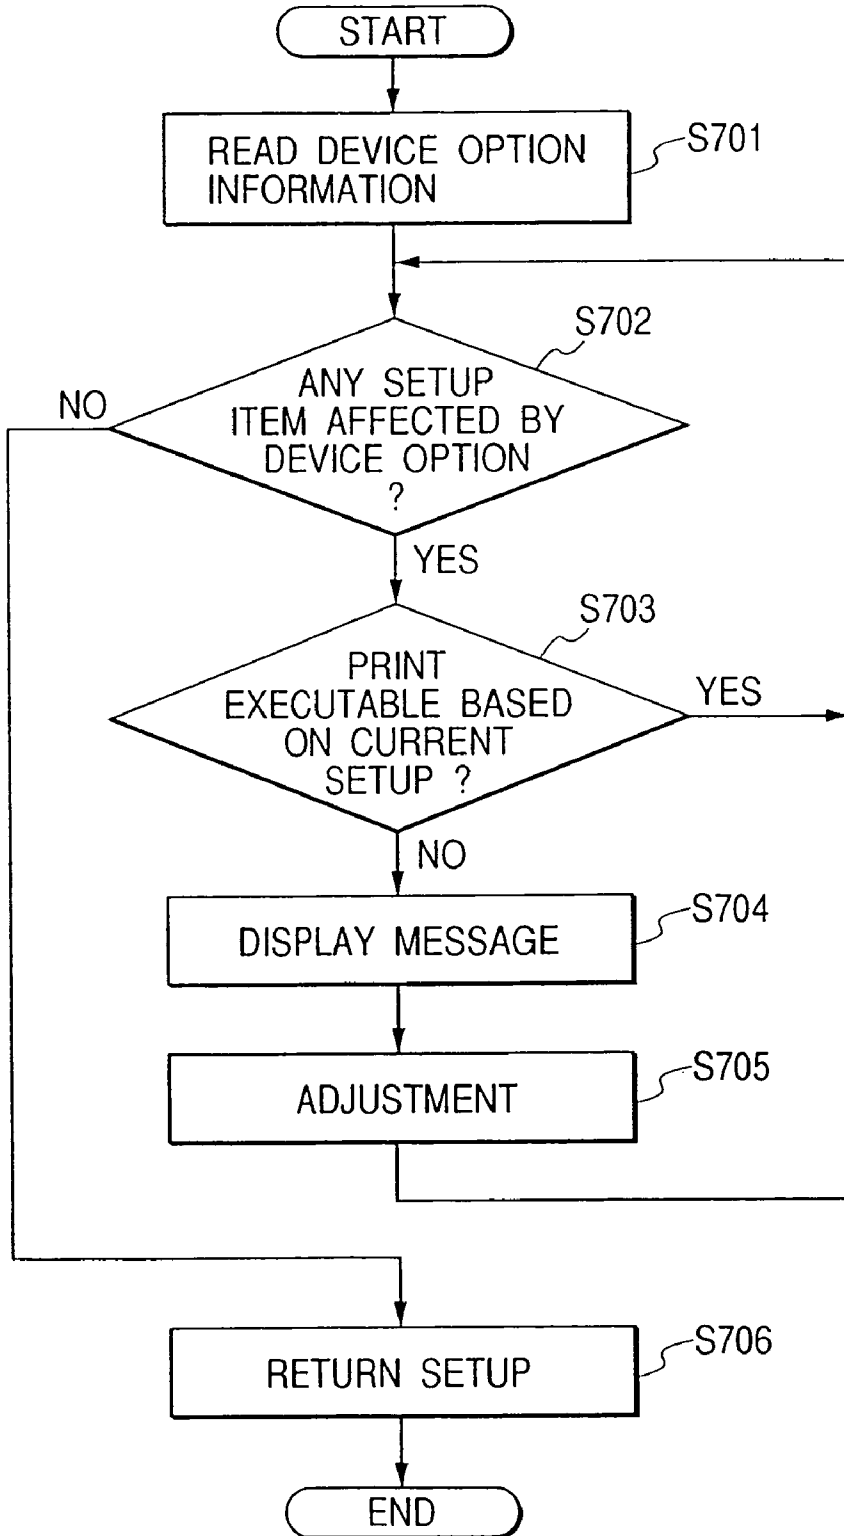 START
READ DEVICE OPTION
INFORMATION
S701
S702
ANY SETUP
ITEM AFFECTED BY
DEVICE OPTION
?
NO
YES
S703
PRINT
EXECUTABLE BASED
ON CURRENT
SETUP ?
YES
NO
DISPLAY MESSAGE
S704
ADJUSTMENT
S705
RETURN SETUP
S706
END